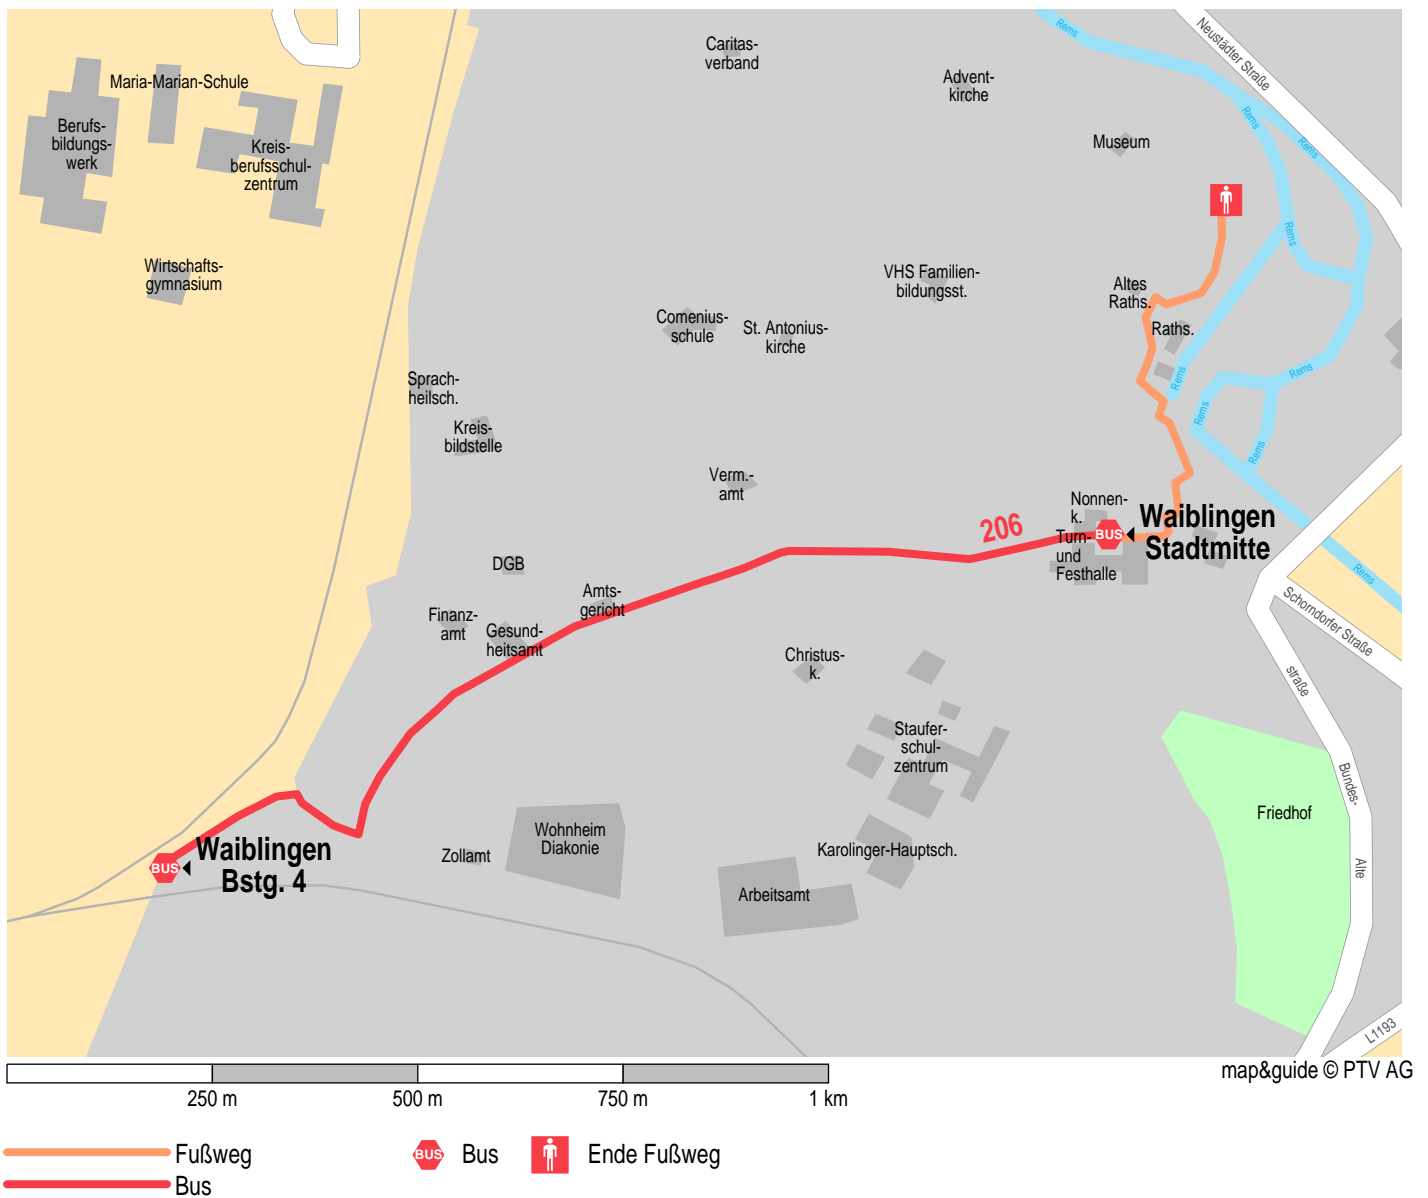 Caritas-
verband
Advent-
kirche
Neustädter Straße
Rems
Maria-Marian-Schule
Berufs-
bildungs-
werk
Kreis-
berufsschul-
zentrum
Museum
Rems
Rems
Wirtschafts-
gymnasium
VHS Familien-
bildungsst.
Altes
Raths.
Rems
Comenius-
schule
St. Antonius-
kirche
Raths.
Sprach-
heilsch.
Rems
Rems
Rems
Kreis-
bildstelle
Rems
Verm.-
amt
Nonnen-
k.
206
BUS
Waiblingen
Stadtmitte
Turn-
und
Festhalle
DGB
Amts-
gericht
Rems
Schorndorfer Straße
Finanz-
amt
Gesund-
heitsamt
Christus-
k.
straße
Staufer-
schul-
zentrum
Bundes-
Friedhof
Wohnheim
Diakonie
Zollamt
Karolinger-Hauptsch.
Alte
BUS
Waiblingen
Bstg. 4
Arbeitsamt
L1193
map&guide © PTV AG
250 m
500 m
750 m
1 km
Fußweg
BUS
Bus
Ende Fußweg
Bus